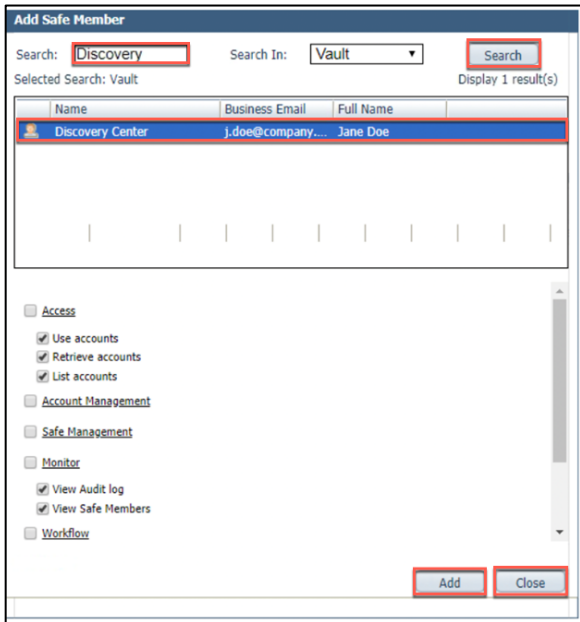 Add Safe Member
Search: Discovery Search In: Vault Search
Selected Search: Vault Display 1 result(s)
Name Business Email Full Name
Discovery Center j.doe@company.... Jane Doe
Access
Use accounts
Retrieve accounts
List accounts
Account Management
Safe Management
Monitor
View Audit log
View Safe Members
Workflow
Add Close